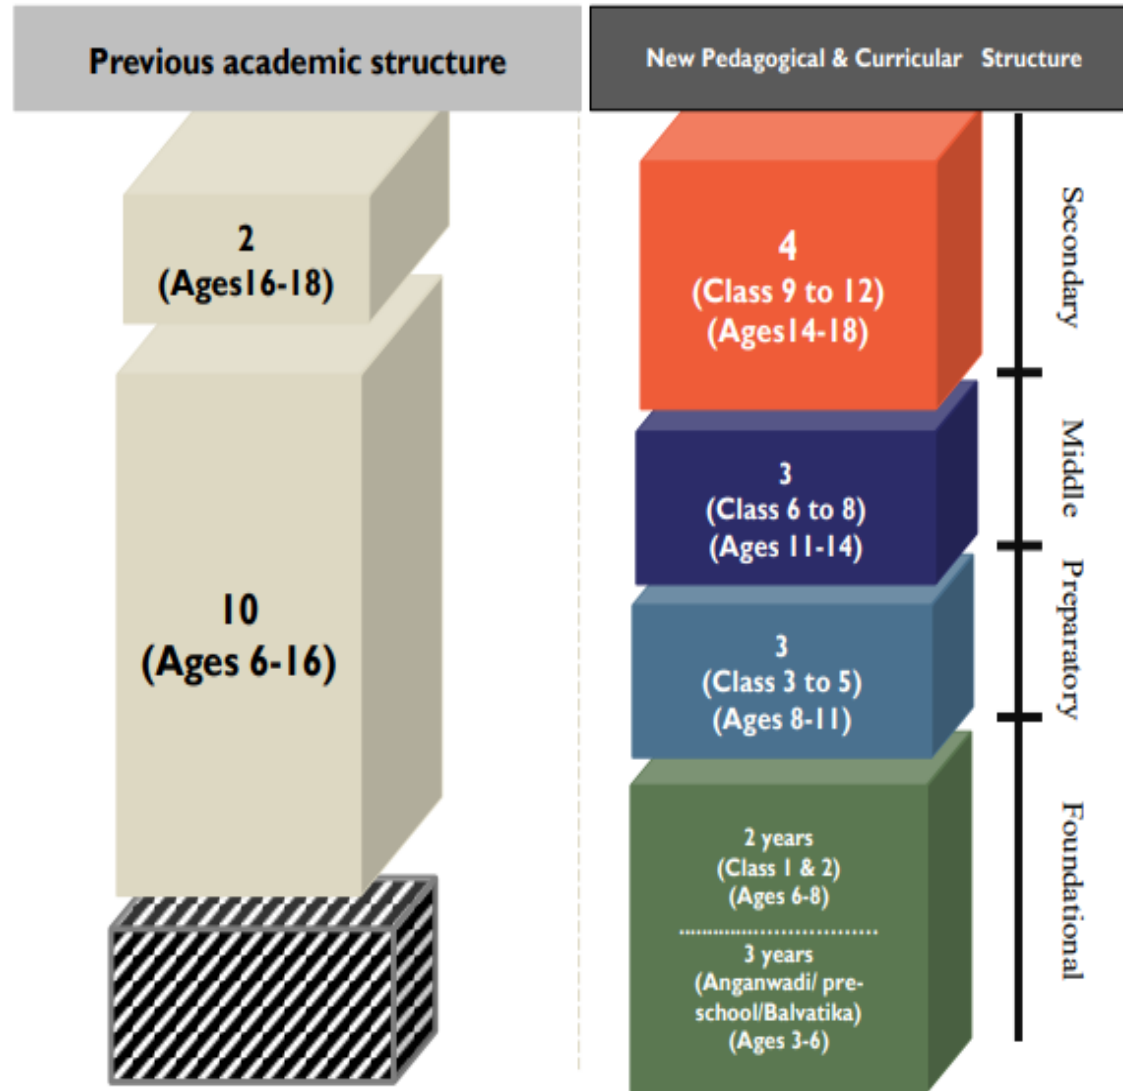 Previous academic structure
New Pedagogical & Curricular Structure
2
(Ages16-18)
10
(Ages 6-16)
4
(Class 9 to 12)
(Ages14-18)
3
(Class 6 to 8)
(Ages 11-14)
3
(Class 3 to 5)
(Ages 8-11)
2 years
(Class 1 & 2)
(Ages 6-8)
3 years
(Anganwadi/ pre-
school/Balvatika)
(Ages 3-6)
Secondary
Middle
Preparatory
Foundational